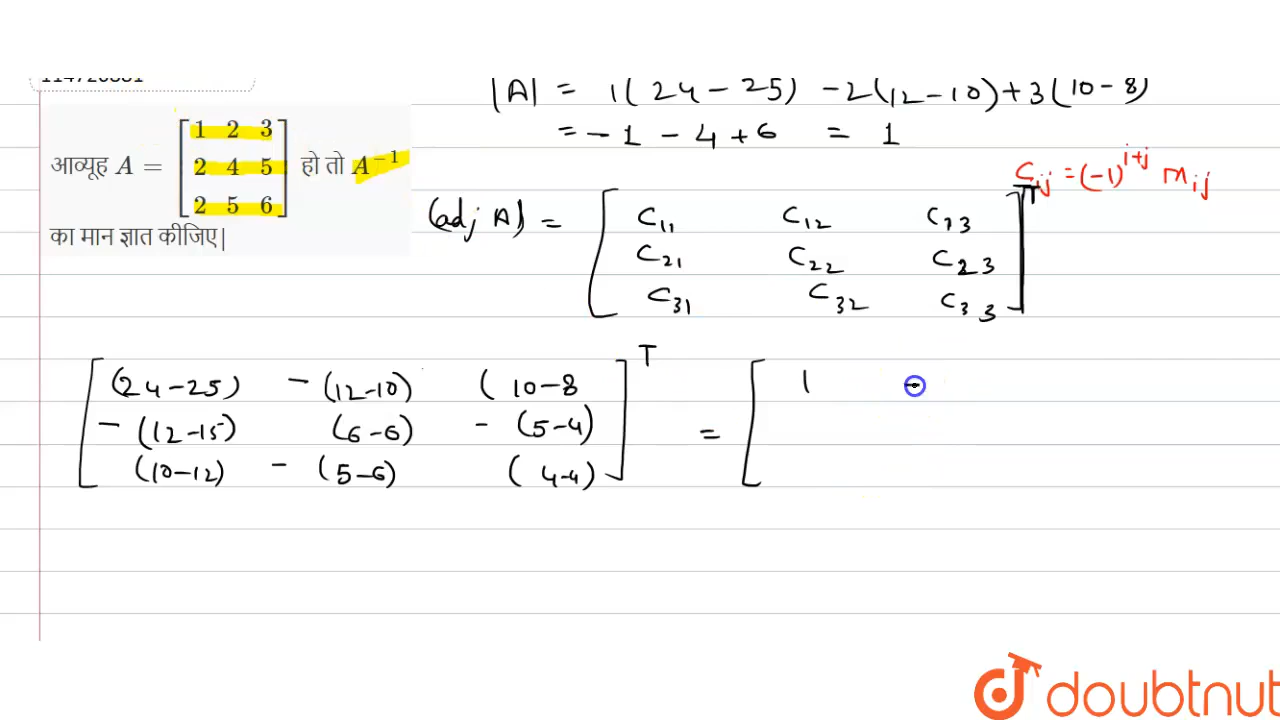 |A| = 1(24-25) -2(12-10)+3(10-8)
= -1 - 4 + 6 = 1
आव्यूह A = [1 2 3
2 4 5
2 5 6] हो तो A⁻¹
का मान ज्ञात कीजिए|
Cij = (-1)^i+j Mij
(adj A) = [C11 C12 C13
C21 C22 C23
C31 C32 C33]T
[(24-25) -(12-10) (10-8
-(12-15) (6-6) -(5-4)
(10-12) -(5-6) (4-4)]T = [1 -
doubtnut